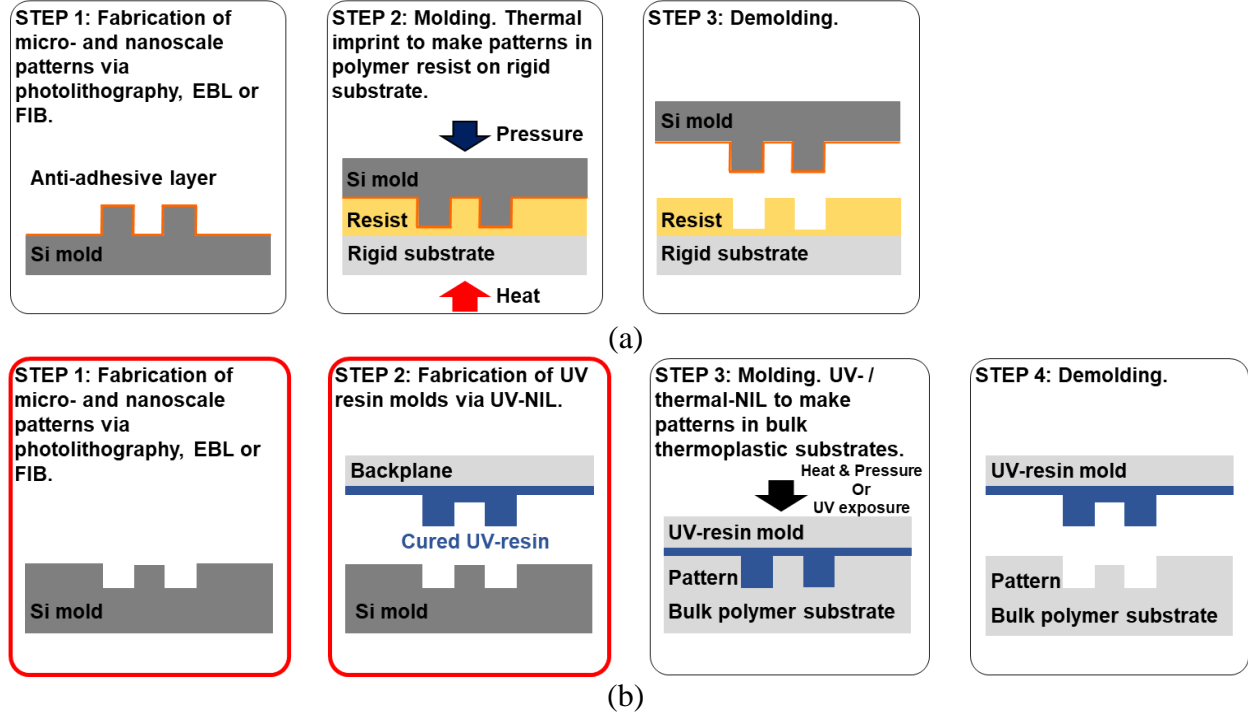 STEP 1: Fabrication of
micro- and nanoscale
patterns via
photolithography, EBL or
FIB.
Anti-adhesive layer
Si mold
STEP 2: Molding. Thermal
imprint to make patterns in
polymer resist on rigid
substrate.
Pressure
Si mold
Resist
Rigid substrate
Heat
STEP 3: Demolding.
Si mold
Resist
Rigid substrate
(a)
STEP 1: Fabrication of
micro- and nanoscale
patterns via
photolithography, EBL or
FIB.
Si mold
STEP 2: Fabrication of UV
resin molds via UV-NIL.
Backplane
Cured UV-resin
Si mold
STEP 3: Molding. UV- /
thermal-NIL to make
patterns in bulk
thermoplastic substrates.
Heat & Pressure
Or
UV exposure
UV-resin mold
Pattern
Bulk polymer substrate
STEP 4: Demolding.
UV-resin mold
Pattern
Bulk polymer substrate
(b)